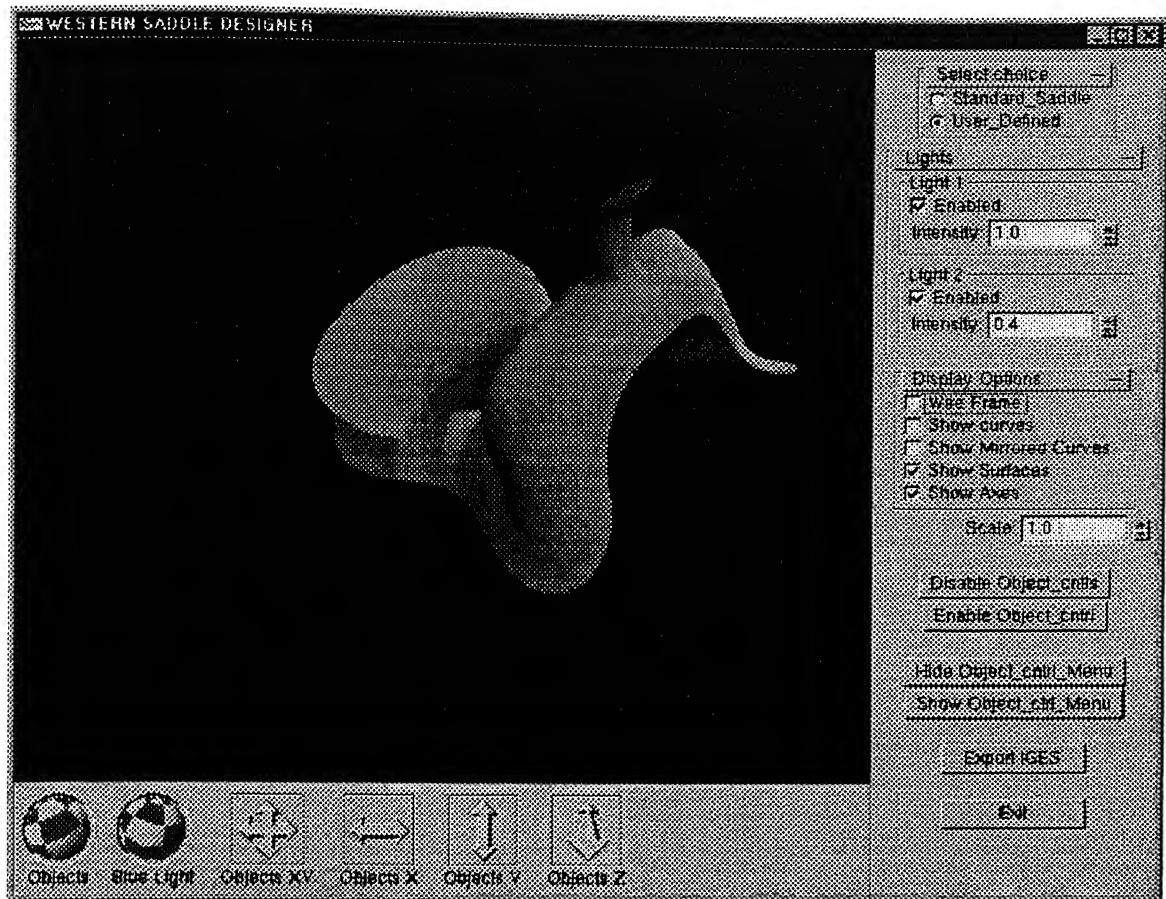 WESTERN SADDLE DESIGNER
Select choice
Standard_Saddle
User_Defined
Lights
Light 1
Enabled
Intensity 1.0
Light 2
Enabled
Intensity 0.4
Display Options
Wire Frame
Show curves
Show Mirrored Curves
Show Surfaces
Show Axes
Scale 1.0
Disable Object_cntls
Enable Object_cntrl
Hide Object_cntrl_Menu
Show Object_ctrl_Menu
Export IGES
Exit
Objects
Blue Light
Objects XY
Objects X
Objects Y
Objects Z